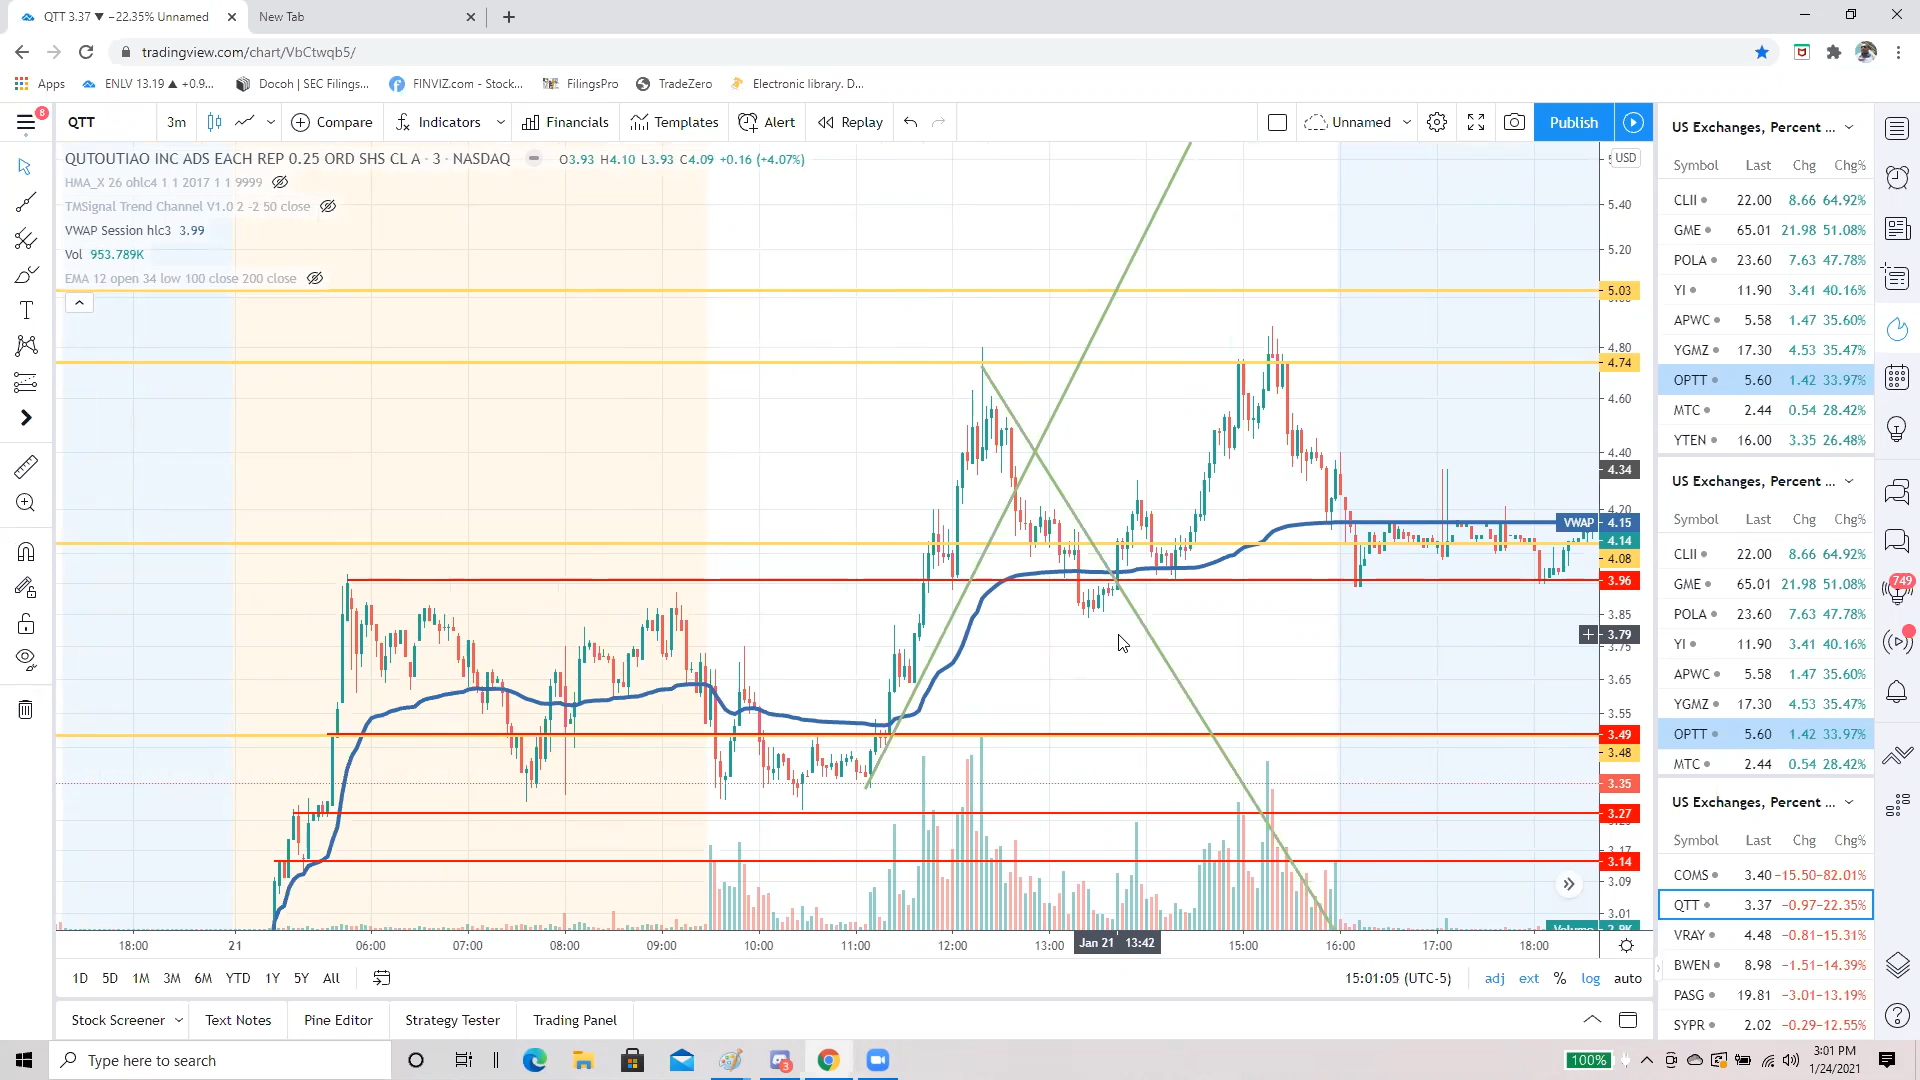 QTT 3.37 ▼ −22.35% Unnamed
New Tab
tradingview.com/chart/VbCtwqb5/
Apps
ENLV 13.19 ▲ +0.9...
Docoh | SEC Filings...
FINVIZ.com - Stock...
FilingsPro
TradeZero
Electronic library. D...
8
QTT
3m
Compare
Indicators
Financials
Templates
Alert
Replay
Unnamed
Publish
QUTOUTIAO INC ADS EACH REP 0.25 ORD SHS CL A · 3 · NASDAQ
O3.93 H4.10 L3.93 C4.09 +0.16 (+4.07%)
HMA_X 26 ohlc4 1 1 2017 1 1 9999
TMSignal Trend Channel V1.0 2 -2 50 close
VWAP Session hlc3 3.99
Vol 953.789K
EMA 12 open 34 low 100 close 200 close
USD
5.40
5.20
5.03
4.80
4.74
4.60
4.40
4.34
4.20
VWAP 4.15
4.14
4.08
3.96
3.85
3.79
3.75
3.65
3.55
3.49
3.48
3.35
3.27
3.17
3.14
3.09
3.01
18:00
21
06:00
07:00
08:00
09:00
10:00
11:00
12:00
13:00
Jan 21 13:42
15:00
16:00
17:00
18:00
1D 5D 1M 3M 6M YTD 1Y 5Y All
15:01:05 (UTC-5)
adj ext % log auto
Stock Screener
Text Notes
Pine Editor
Strategy Tester
Trading Panel
US Exchanges, Percent ...
Symbol Last Chg Chg%
CLII 22.00 8.66 64.92%
GME 65.01 21.98 51.08%
POLA 23.60 7.63 47.78%
YI 11.90 3.41 40.16%
APWC 5.58 1.47 35.60%
YGMZ 17.30 4.53 35.47%
OPTT 5.60 1.42 33.97%
MTC 2.44 0.54 28.42%
YTEN 16.00 3.35 26.48%
US Exchanges, Percent ...
Symbol Last Chg Chg%
CLII 22.00 8.66 64.92%
GME 65.01 21.98 51.08%
POLA 23.60 7.63 47.78%
YI 11.90 3.41 40.16%
APWC 5.58 1.47 35.60%
YGMZ 17.30 4.53 35.47%
OPTT 5.60 1.42 33.97%
MTC 2.44 0.54 28.42%
US Exchanges, Percent ...
Symbol Last Chg Chg%
COMS 3.40 −15.50 −82.01%
QTT 3.37 −0.97 −22.35%
VRAY 4.48 −0.81 −15.31%
BWEN 8.98 −1.51 −14.39%
PASG 19.81 −3.01 −13.19%
SYPR 2.02 −0.29 −12.55%
749
Type here to search
3
100%
3:01 PM
1/24/2021